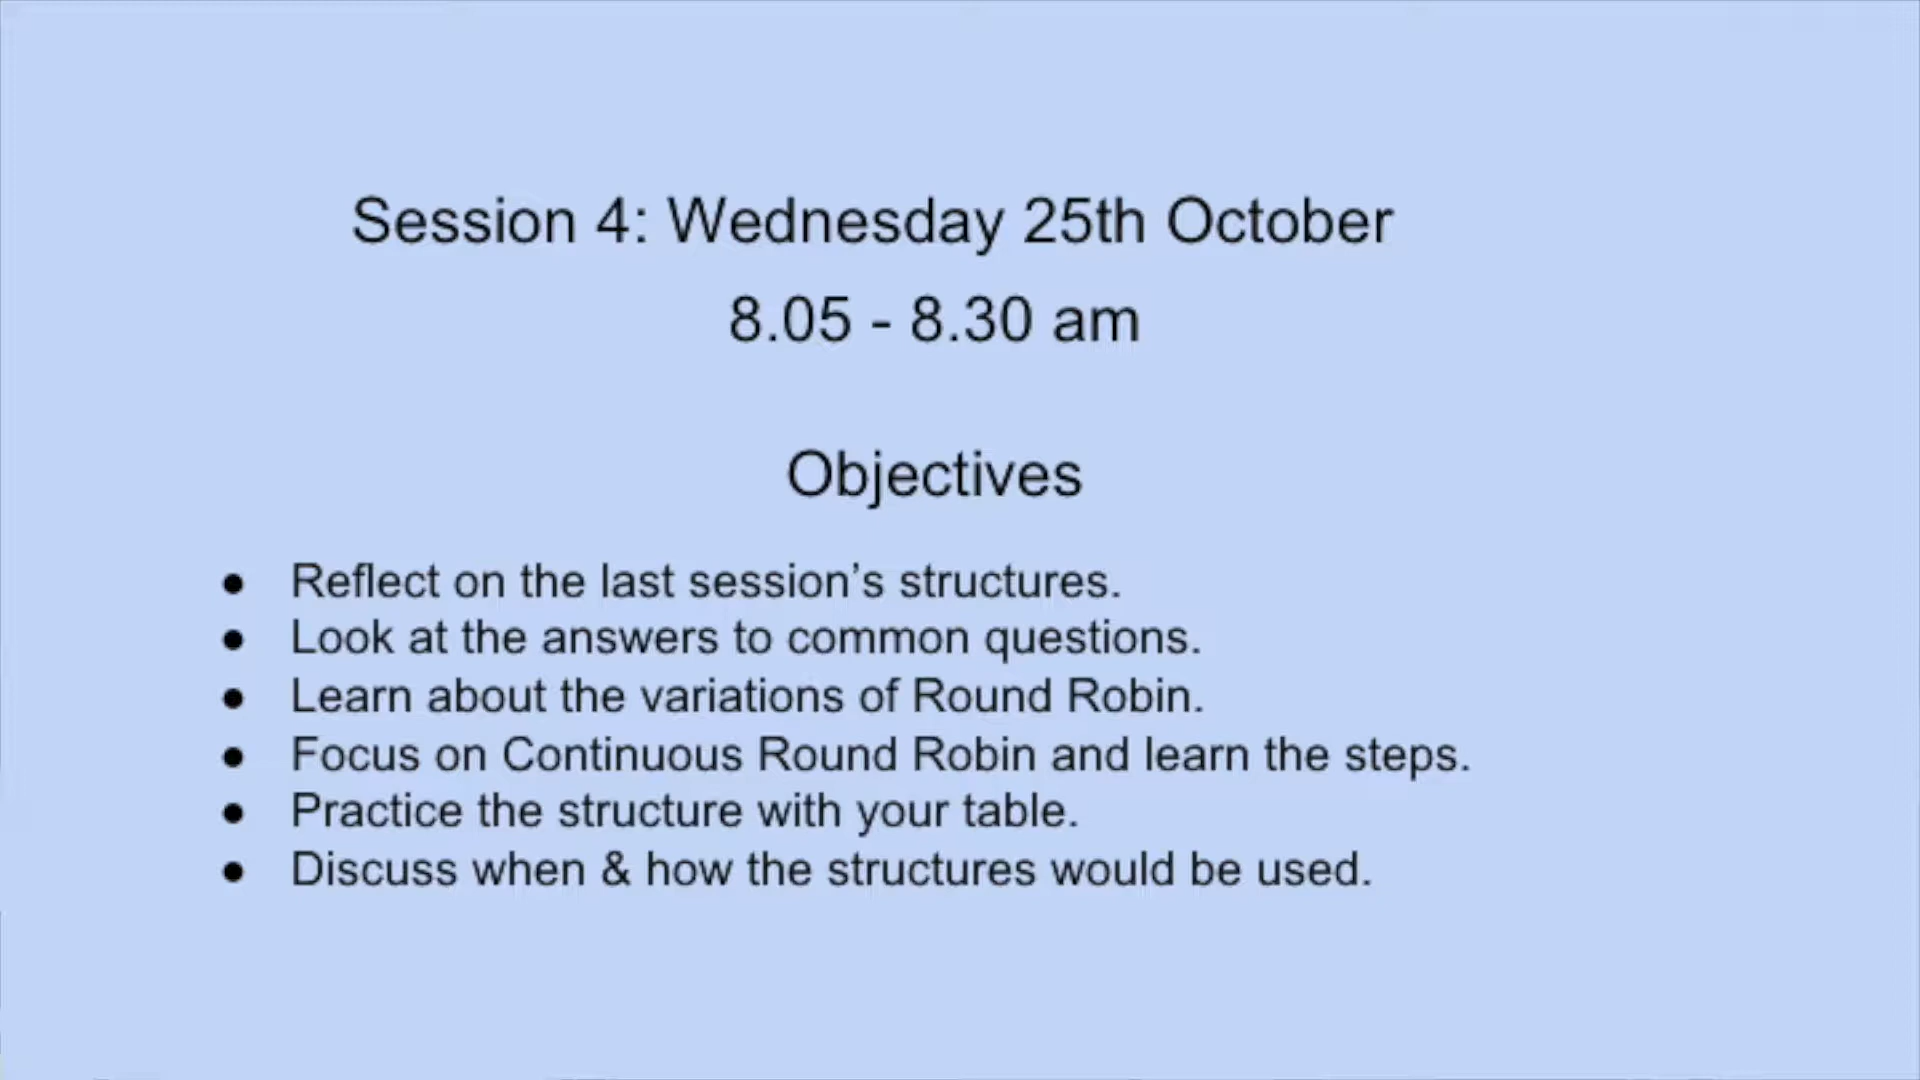 Session 4: Wednesday 25th October
8.05 - 8.30 am
Objectives
● Reflect on the last session’s structures.
● Look at the answers to common questions.
● Learn about the variations of Round Robin.
● Focus on Continuous Round Robin and learn the steps.
● Practice the structure with your table.
● Discuss when & how the structures would be used.